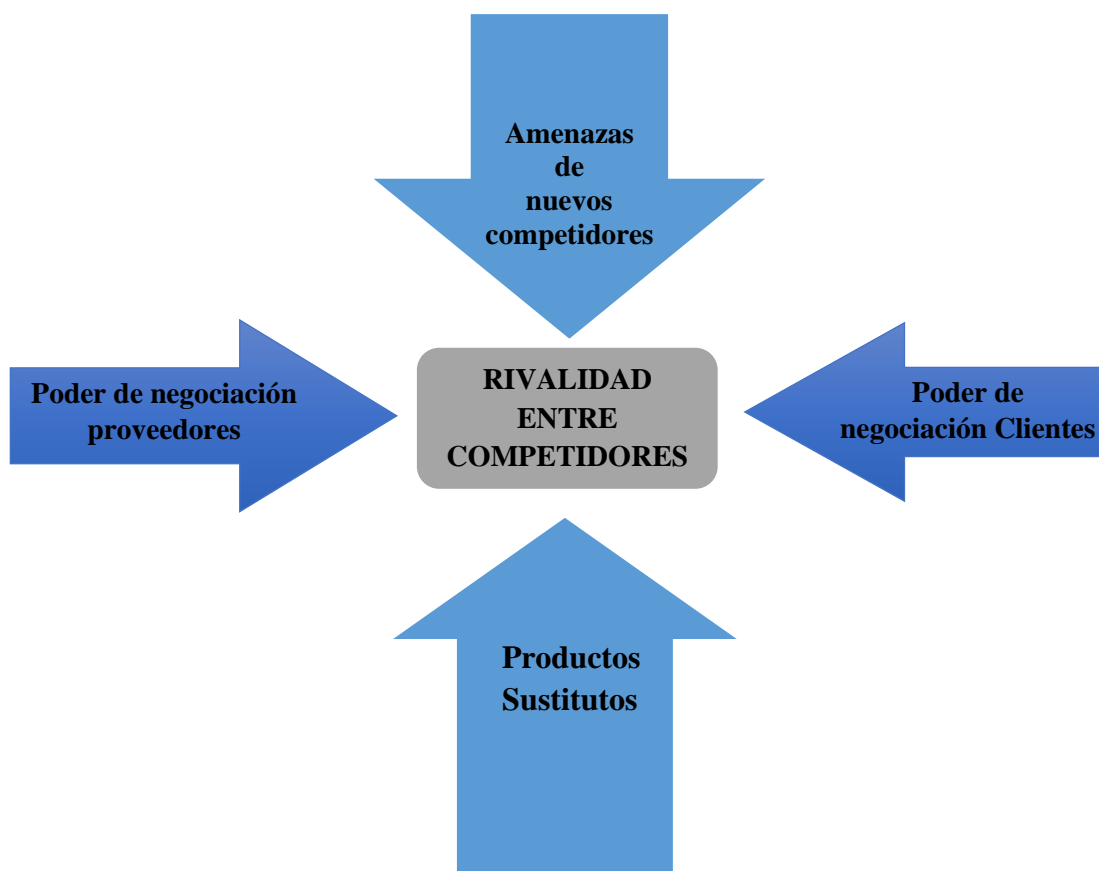 Amenazas
de
nuevos
competidores
Poder de negociación
proveedores
RIVALIDAD
ENTRE
COMPETIDORES
Poder de
negociación Clientes
Productos
Sustitutos